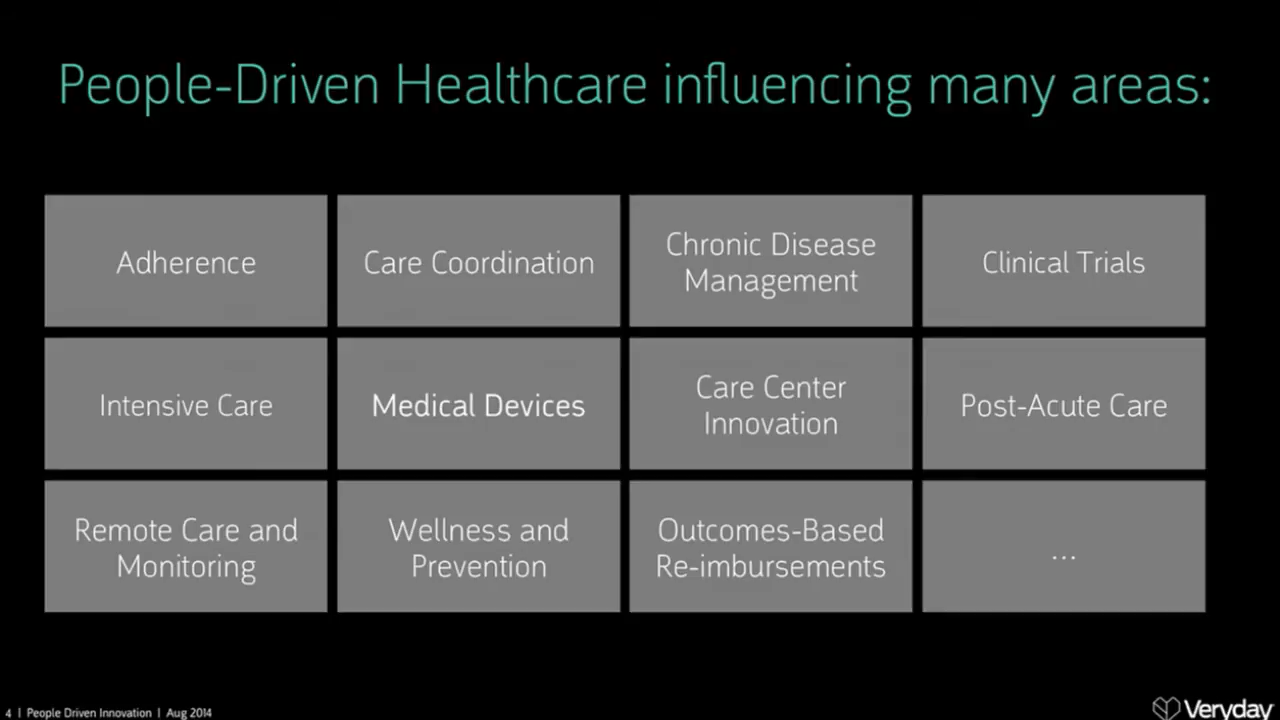 People-Driven Healthcare influencing many areas:
Adherence
Care Coordination
Chronic Disease
Management
Clinical Trials
Intensive Care
Medical Devices
Care Center
Innovation
Post-Acute Care
Remote Care and
Monitoring
Wellness and
Prevention
Outcomes-Based
Re-imbursements
...
4 | People Driven Innovation | Aug 2014
Veryday